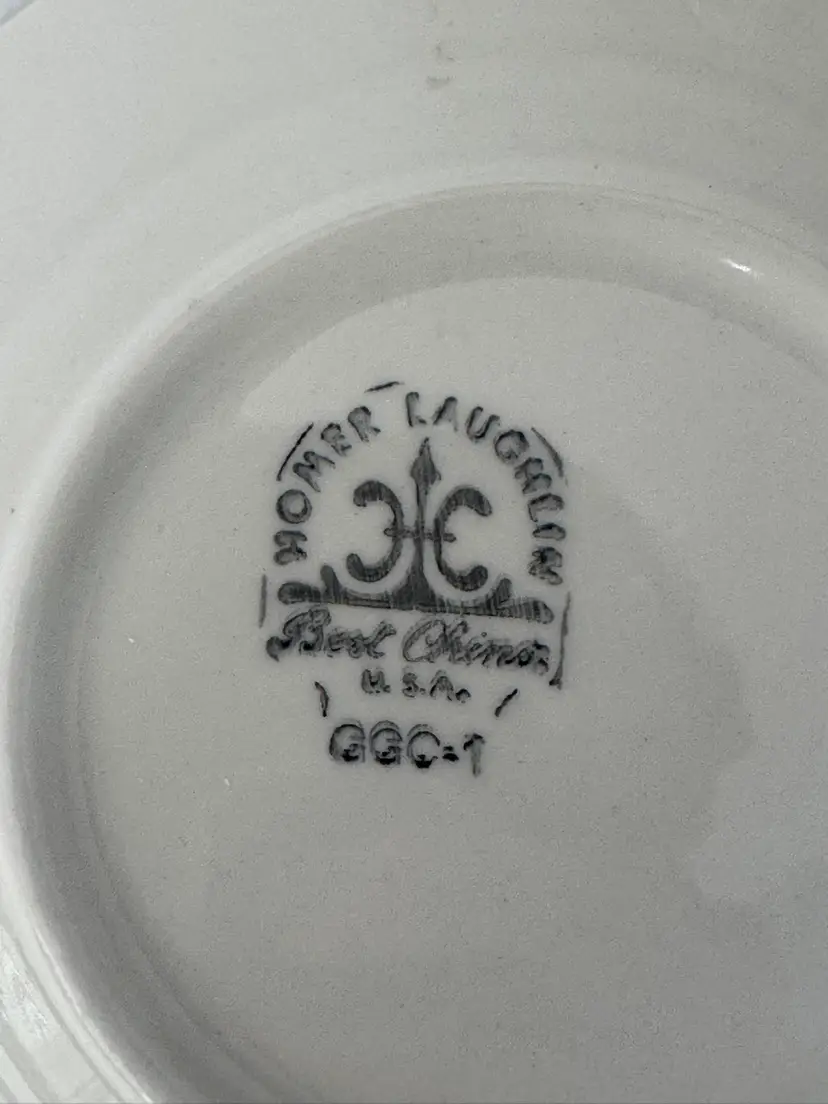 HOMER LAUGHLIN
Best China
U.S.A.
GGC-1